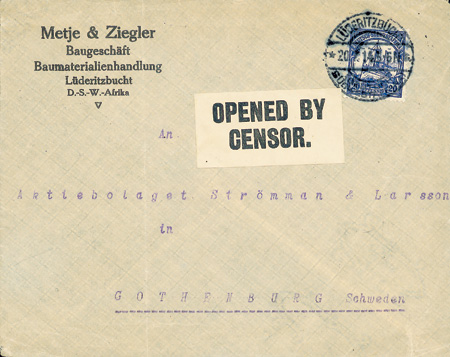 Metje & Ziegler
Baugeschäft
Baumaterialienhandlung
Lüderitzbucht
D.-S.-W.-Afrika
LÜDERITZBUCHT
OPENED BY
CENSOR.
An
Aktiebolaget Strömman & Larsson
in
GOTHENBURG Schweden